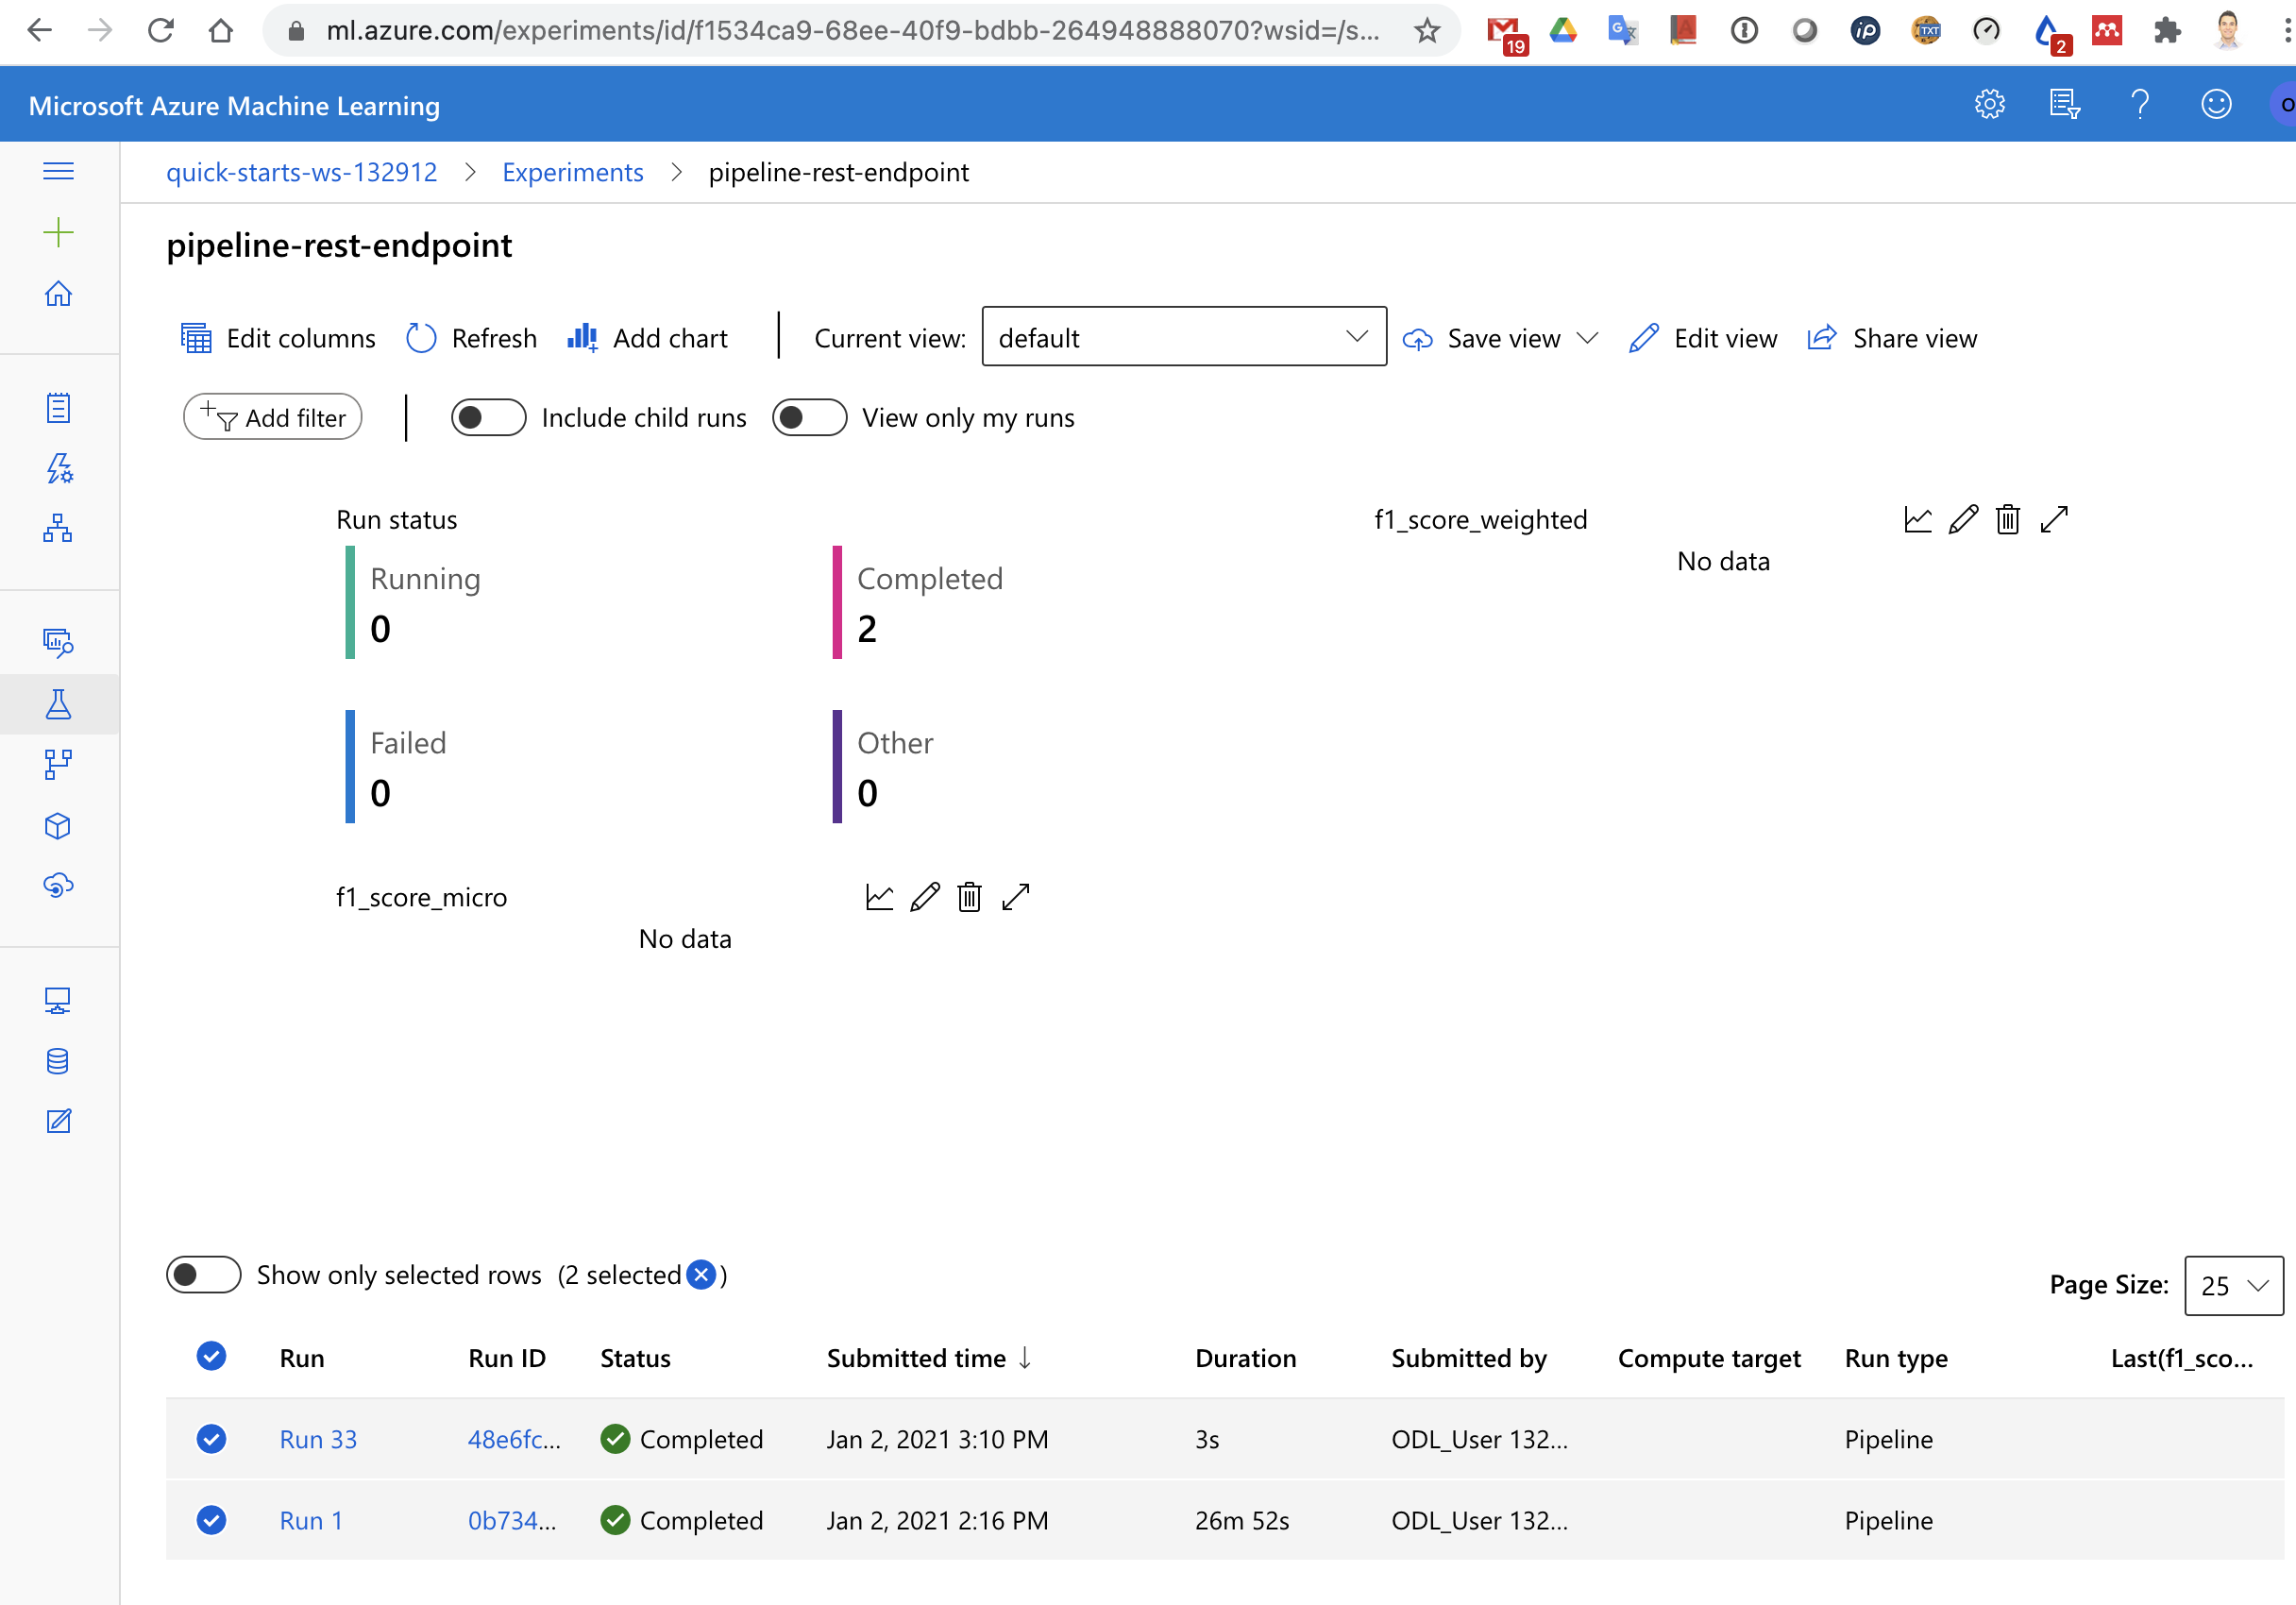 ml.azure.com/experiments/id/f1534ca9-68ee-40f9-bdbb-264948888070?wsid=/s...
19
TXT
2
Microsoft Azure Machine Learning
quick-starts-ws-132912 > Experiments > pipeline-rest-endpoint
pipeline-rest-endpoint
Edit columns Refresh Add chart Current view: default Save view Edit view Share view
Add filter Include child runs View only my runs
Run status
f1_score_weighted
No data
Running
0
Completed
2
Failed
0
Other
0
f1_score_micro
No data
Show only selected rows (2 selected )
Page Size: 25
Run Run ID Status Submitted time ↓ Duration Submitted by Compute target Run type Last(f1_sco...
Run 33 48e6fc... Completed Jan 2, 2021 3:10 PM 3s ODL_User 132... Pipeline
Run 1 0b734... Completed Jan 2, 2021 2:16 PM 26m 52s ODL_User 132... Pipeline